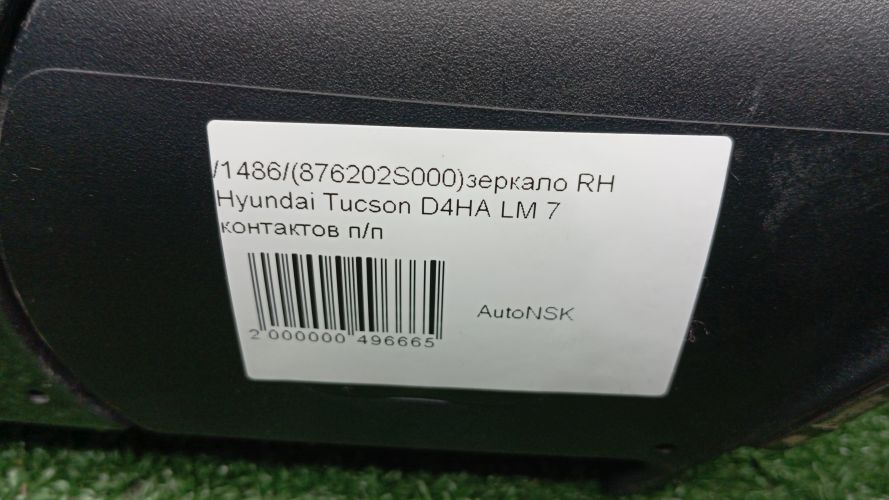 /1486/(876202S000)зеркало RH
Hyundai Tucson D4HA LM 7
контактов п/п
2 000000 496665
AutoNSK